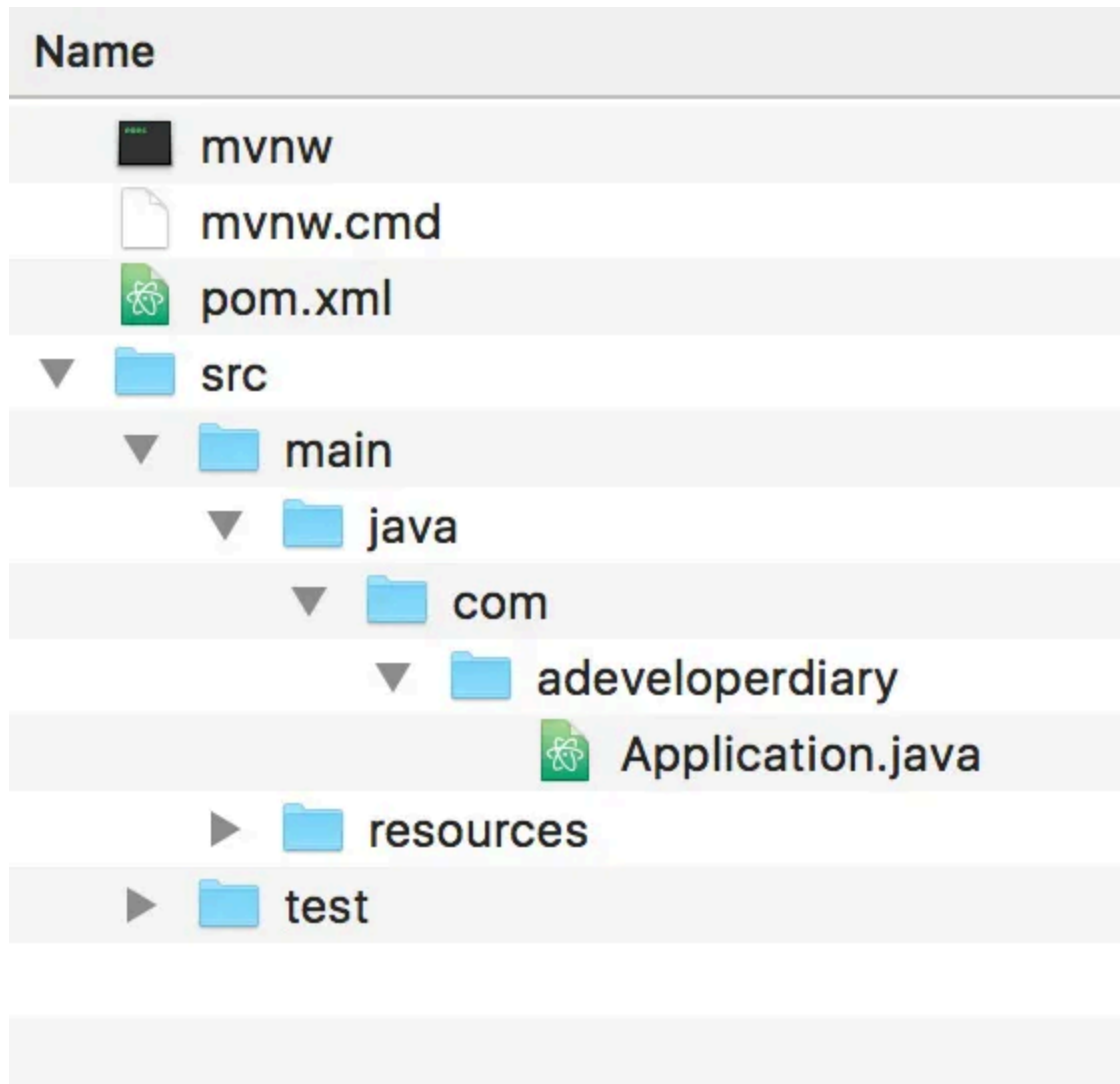 Name
mvnw
mvnw.cmd
pom.xml
src
main
java
com
adeveloperdiary
Application.java
resources
test